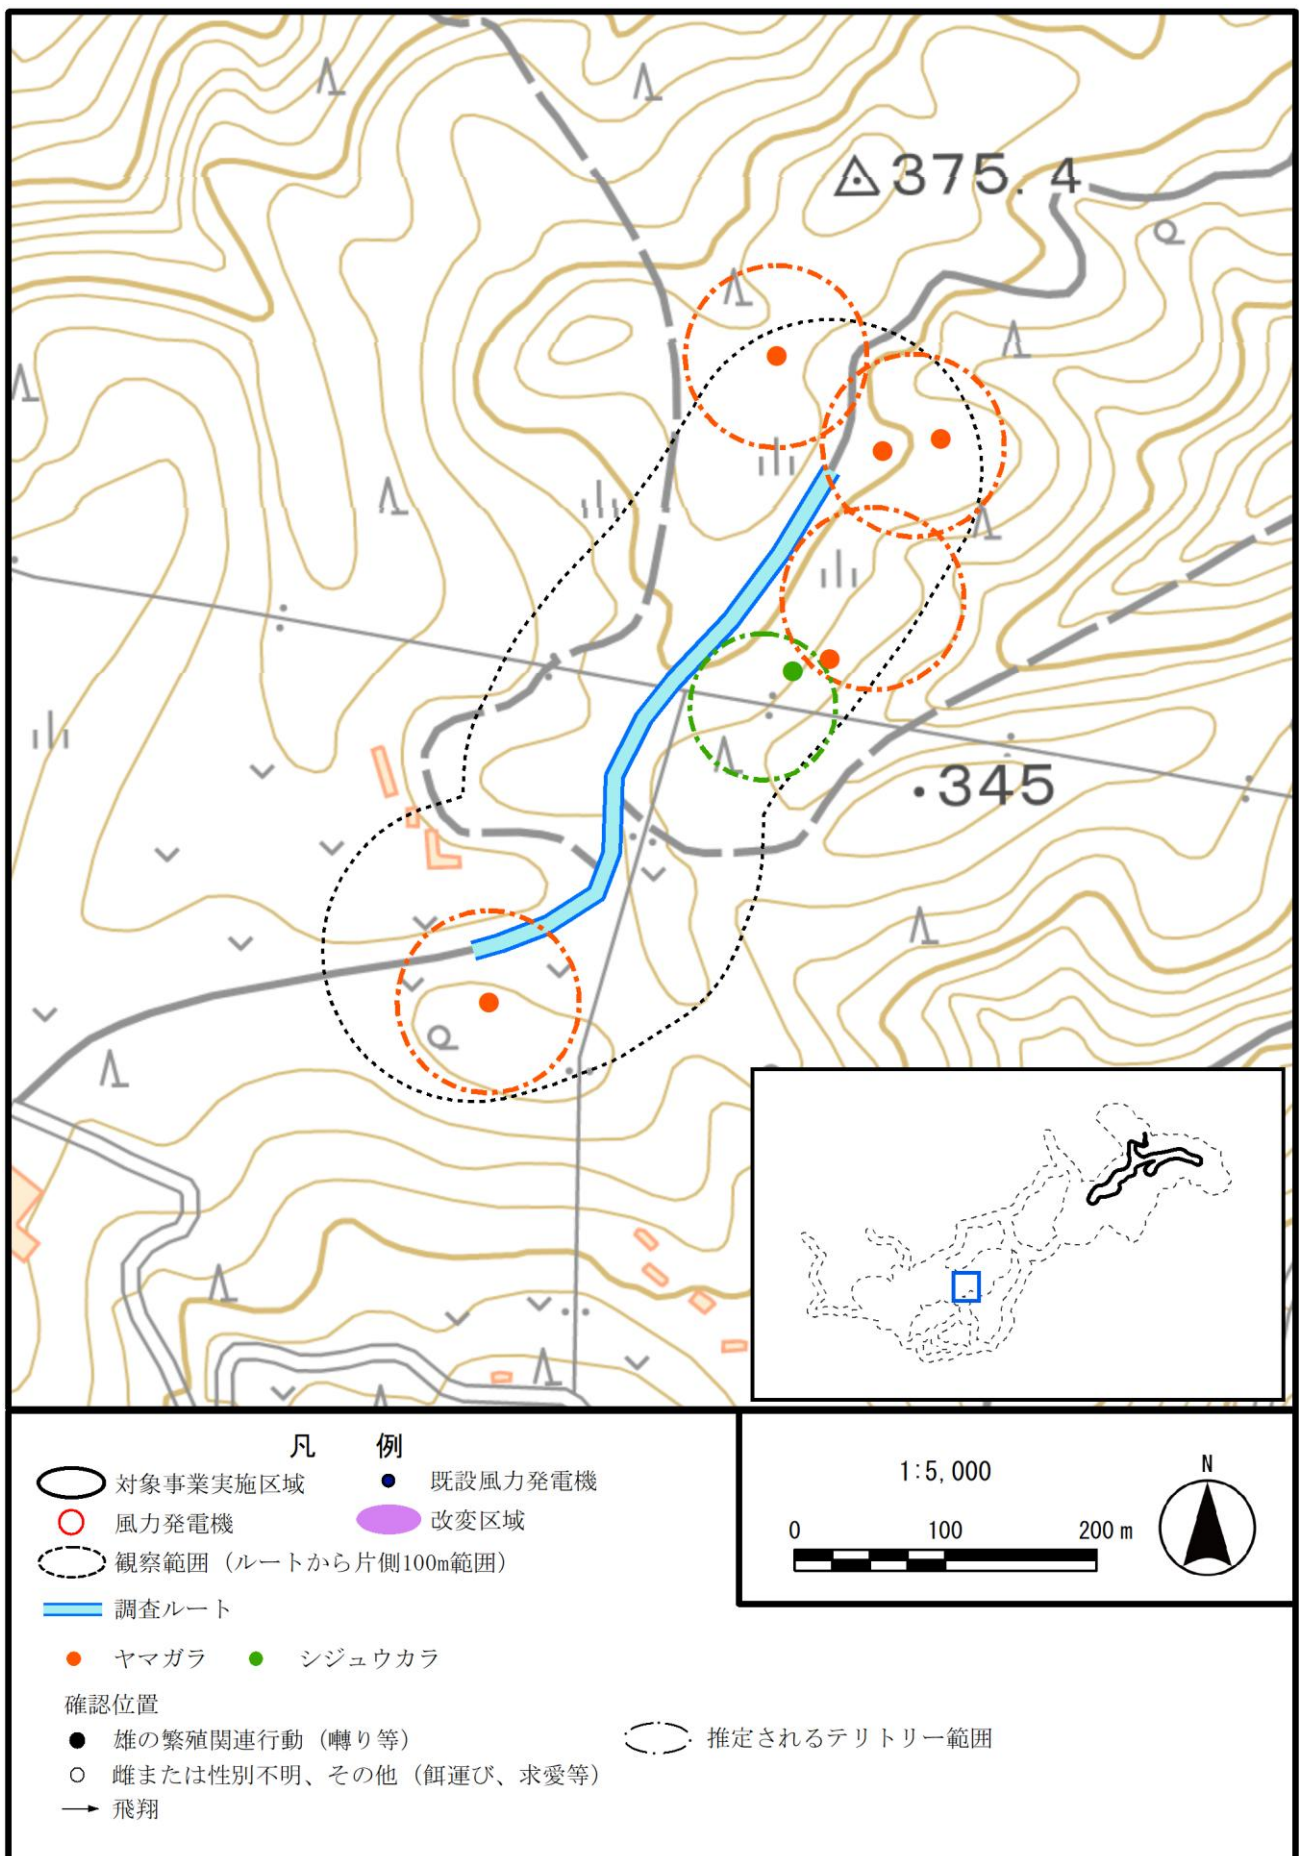 375.4
・345
凡 例
対象事業実施区域
既設風力発電機
風力発電機
改変区域
観察範囲（ルートから片側100m範囲）
調査ルート
ヤマガラ
シジュウカラ
確認位置
雄の繁殖関連行動（囀り等）
推定されるテリトリー範囲
雌または性別不明、その他（餌運び、求愛等）
飛翔
1:5,000
N
0 100 200 m